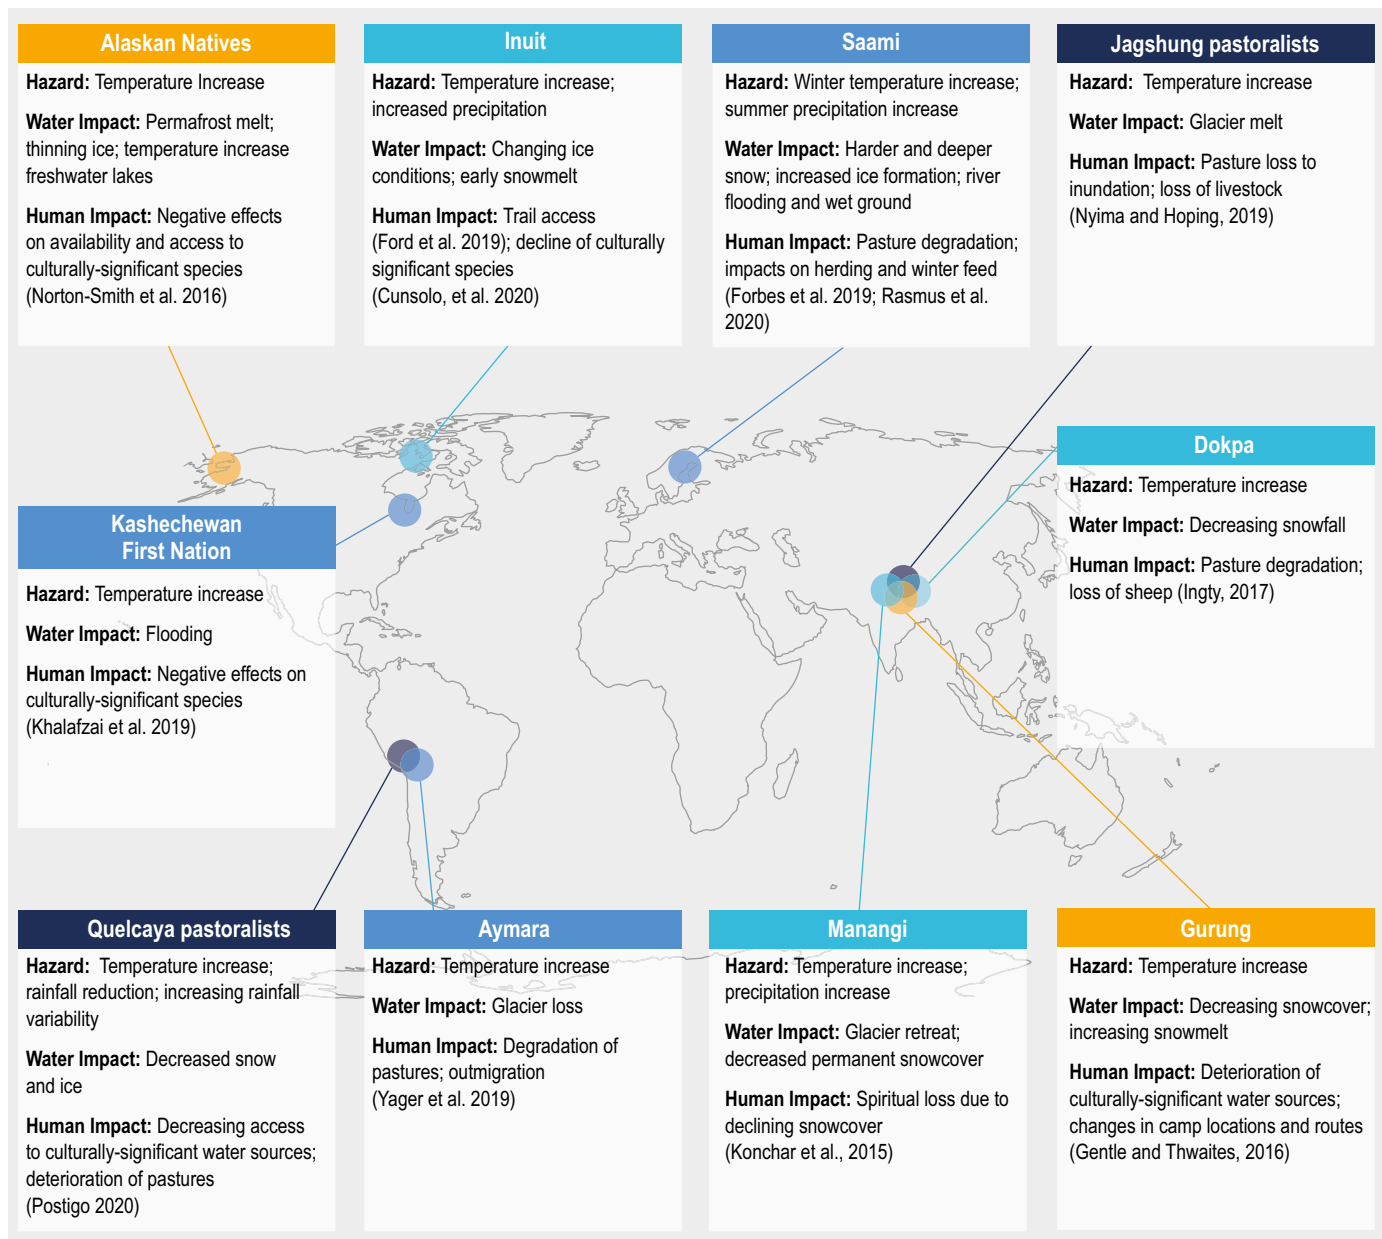 Alaskan Natives
Hazard: Temperature Increase
Water Impact: Permafrost melt;
thinning ice; temperature increase
freshwater lakes
Human Impact: Negative effects
on availability and access to
culturally-significant species
(Norton-Smith et al. 2016)
Inuit
Hazard: Temperature increase;
increased precipitation
Water Impact: Changing ice
conditions; early snowmelt
Human Impact: Trail access
(Ford et al. 2019); decline of culturally
significant species
(Cunsolo, et al. 2020)
Saami
Hazard: Winter temperature increase;
summer precipitation increase
Water Impact: Harder and deeper
snow; increased ice formation; river
flooding and wet ground
Human Impact: Pasture degradation;
impacts on herding and winter feed
(Forbes et al. 2019; Rasmus et al.
2020)
Jagshung pastoralists
Hazard: Temperature increase
Water Impact: Glacier melt
Human Impact: Pasture loss to
inundation; loss of livestock
(Nyima and Hoping, 2019)
Kashechewan
First Nation
Hazard: Temperature increase
Water Impact: Flooding
Human Impact: Negative effects on
culturally-significant species
(Khalafzai et al. 2019)
Dokpa
Hazard: Temperature increase
Water Impact: Decreasing snowfall
Human Impact: Pasture degradation;
loss of sheep (Ingty, 2017)
Quelcaya pastoralists
Hazard: Temperature increase;
rainfall reduction; increasing rainfall
variability
Water Impact: Decreased snow
and ice
Human Impact: Decreasing access
to culturally-significant water sources;
deterioration of pastures
(Postigo 2020)
Aymara
Hazard: Temperature increase
Water Impact: Glacier loss
Human Impact: Degradation of
pastures; outmigration
(Yager et al. 2019)
Manangi
Hazard: Temperature increase;
precipitation increase
Water Impact: Glacier retreat;
decreased permanent snowcover
Human Impact: Spiritual loss due to
declining snowcover
(Konchar et al., 2015)
Gurung
Hazard: Temperature increase
Water Impact: Decreasing snowcover;
increasing snowmelt
Human Impact: Deterioration of
culturally-significant water sources;
changes in camp locations and routes
(Gentle and Thwaites, 2016)